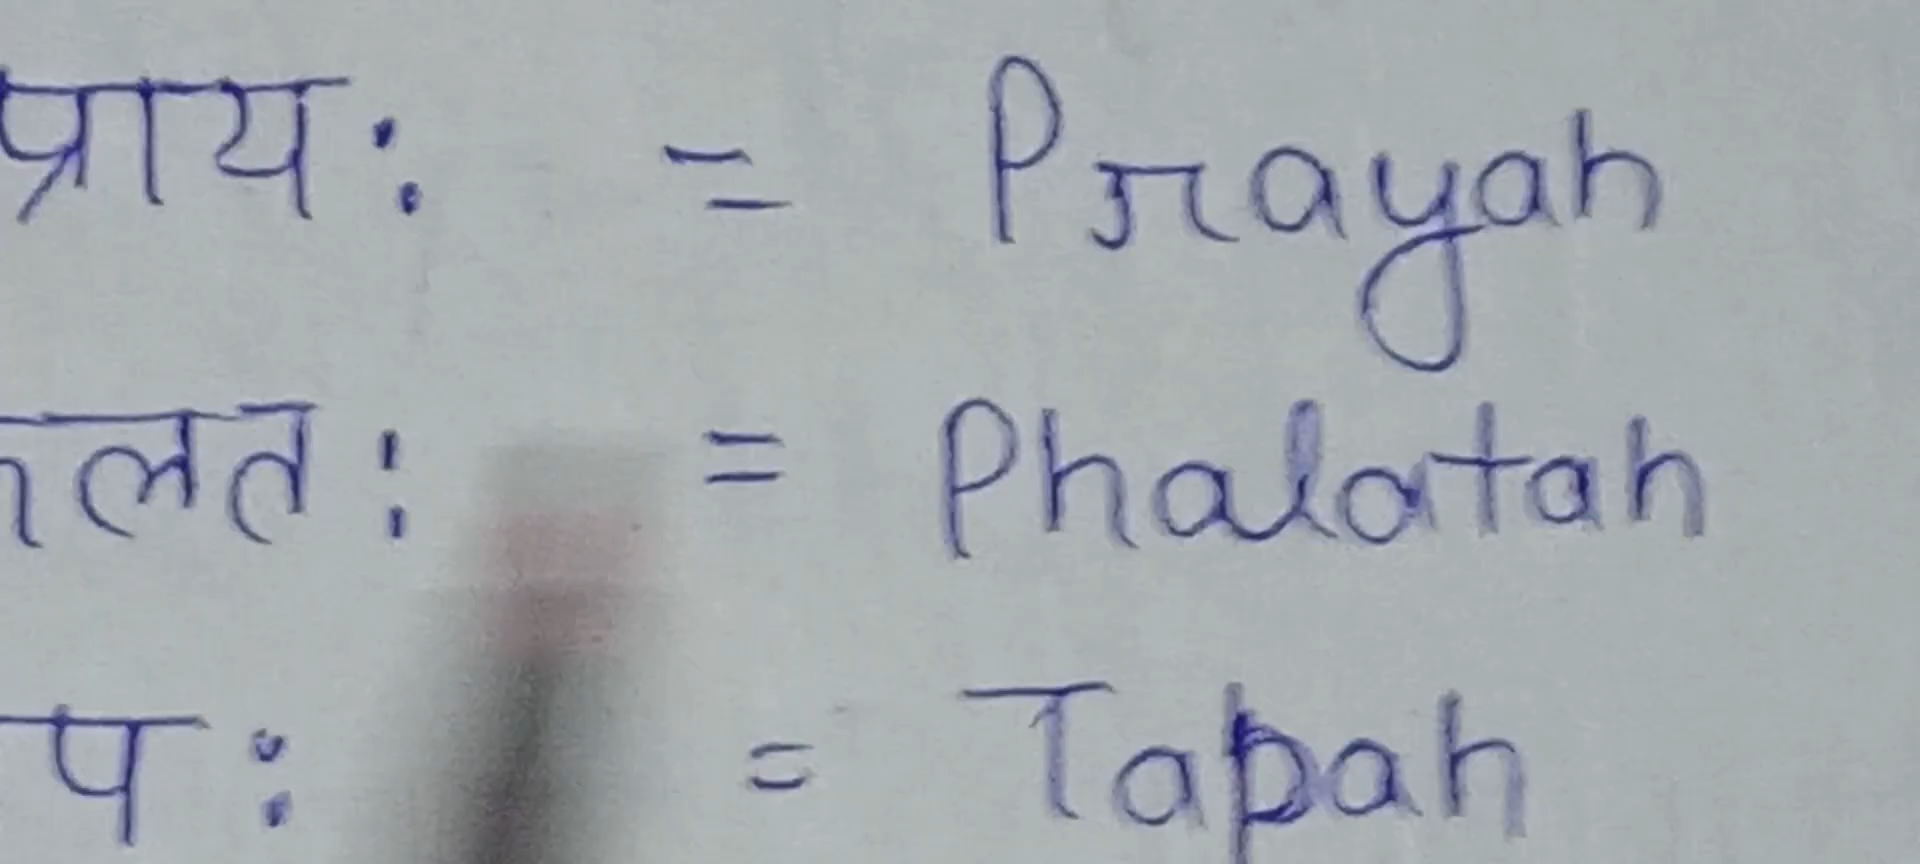 प्राय: = Prayah
लत: = Phalatah
प: = Tapah